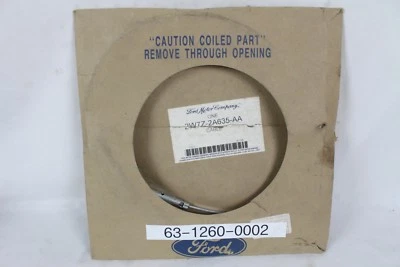 "CAUTION COILED PART"
REMOVE THROUGH OPENING
Ford Motor Company,
2W7Z-2A635-AA
63-1260-0002
Ford